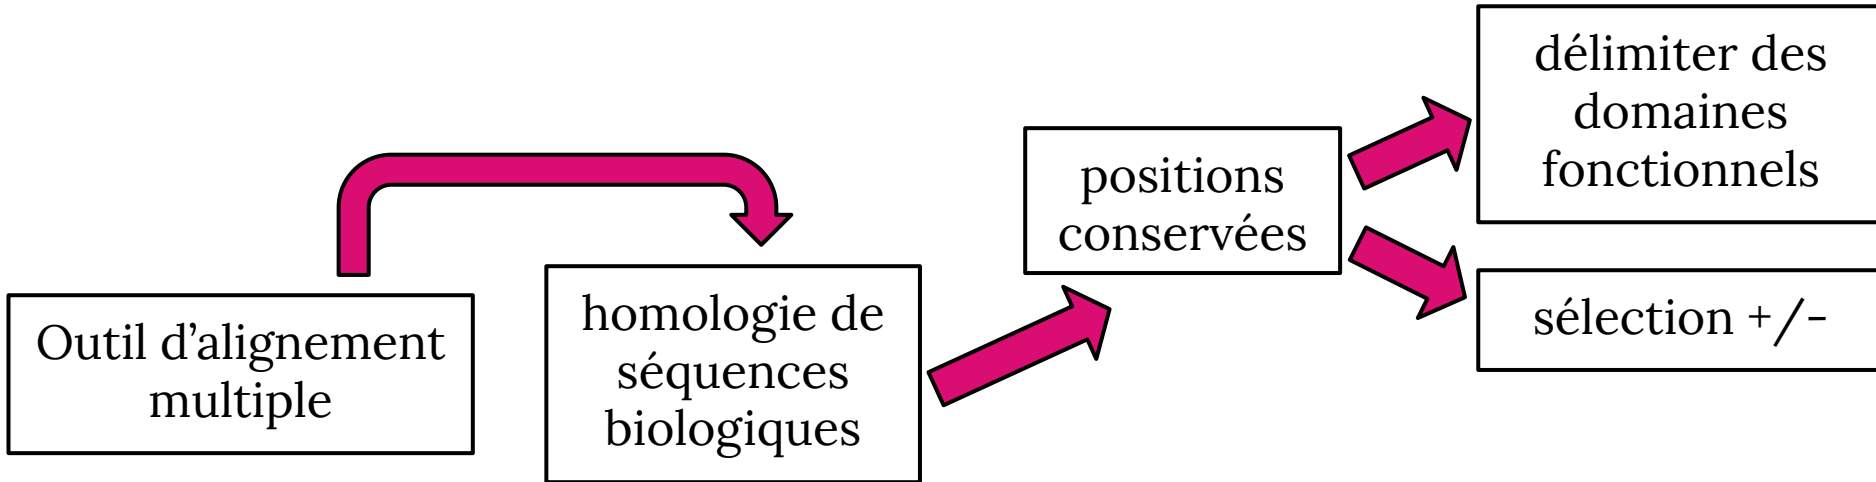 Outil d’alignement
multiple
homologie de
séquences
biologiques
positions
conservées
délimiter des
domaines
fonctionnels
sélection +/-